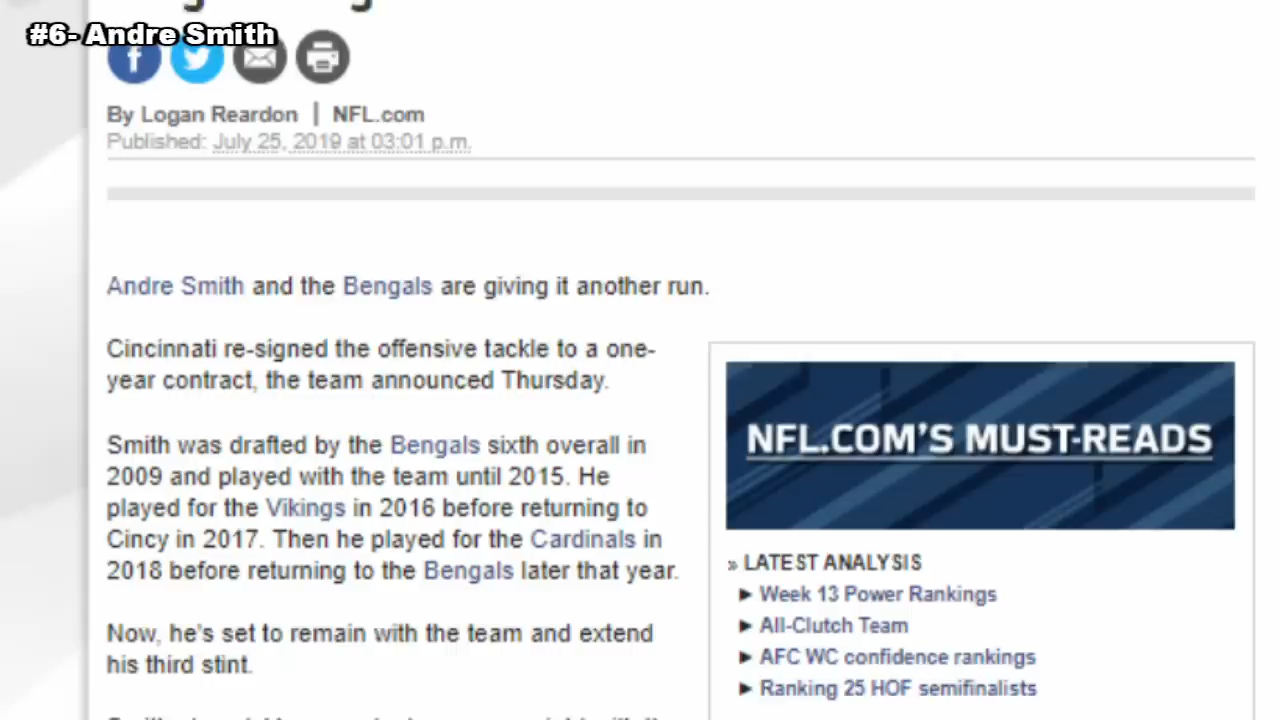 #6- Andre Smith
By Logan Reardon | NFL.com
Published: July 25, 2019 at 03:01 p.m.
Andre Smith and the Bengals are giving it another run.
Cincinnati re-signed the offensive tackle to a one-
year contract, the team announced Thursday.
Smith was drafted by the Bengals sixth overall in
2009 and played with the team until 2015. He
played for the Vikings in 2016 before returning to
Cincy in 2017. Then he played for the Cardinals in
2018 before returning to the Bengals later that year.
Now, he's set to remain with the team and extend
his third stint.
NFL.COM'S MUST-READS
» LATEST ANALYSIS
► Week 13 Power Rankings
► All-Clutch Team
► AFC WC confidence rankings
► Ranking 25 HOF semifinalists